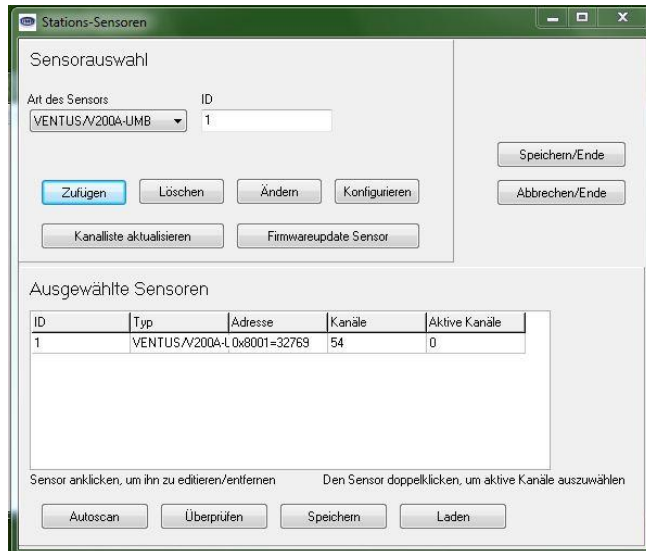 Stations-Sensoren
Sensorauswahl
Art des Sensors
ID
VENTUS/V200A-UMB
1
Speichern/Ende
Zufügen
Löschen
Ändern
Konfigurieren
Abbrechen/Ende
Kanalliste aktualisieren
Firmwareupdate Sensor
Ausgewählte Sensoren
ID Typ Adresse Kanäle Aktive Kanäle
1 VENTUS/V200A-U 0x8001=32769 54 0
Sensor anklicken, um ihn zu editieren/entfernen
Den Sensor doppelklicken, um aktive Kanäle auszuwählen
Autoscan
Überprüfen
Speichern
Laden